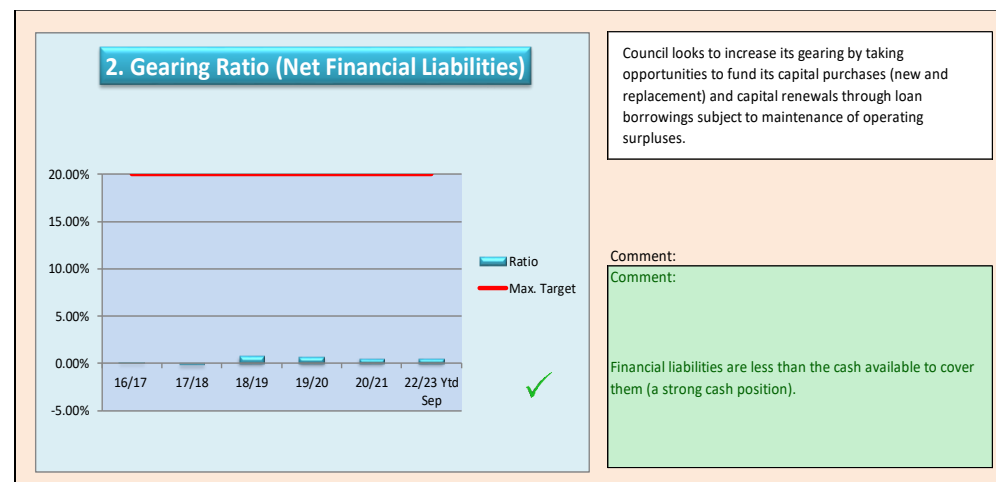 2. Gearing Ratio (Net Financial Liabilities)
Council looks to increase its gearing by taking
opportunities to fund its capital purchases (new and
replacement) and capital renewals through loan
borrowings subject to maintenance of operating
surpluses.
20.00%
15.00%
10.00%
5.00%
0.00%
-5.00%
16/17
17/18
18/19
19/20
20/21
22/23 Ytd
Sep
Ratio
Max. Target
Comment:
Comment:
Financial liabilities are less than the cash available to cover
them (a strong cash position).